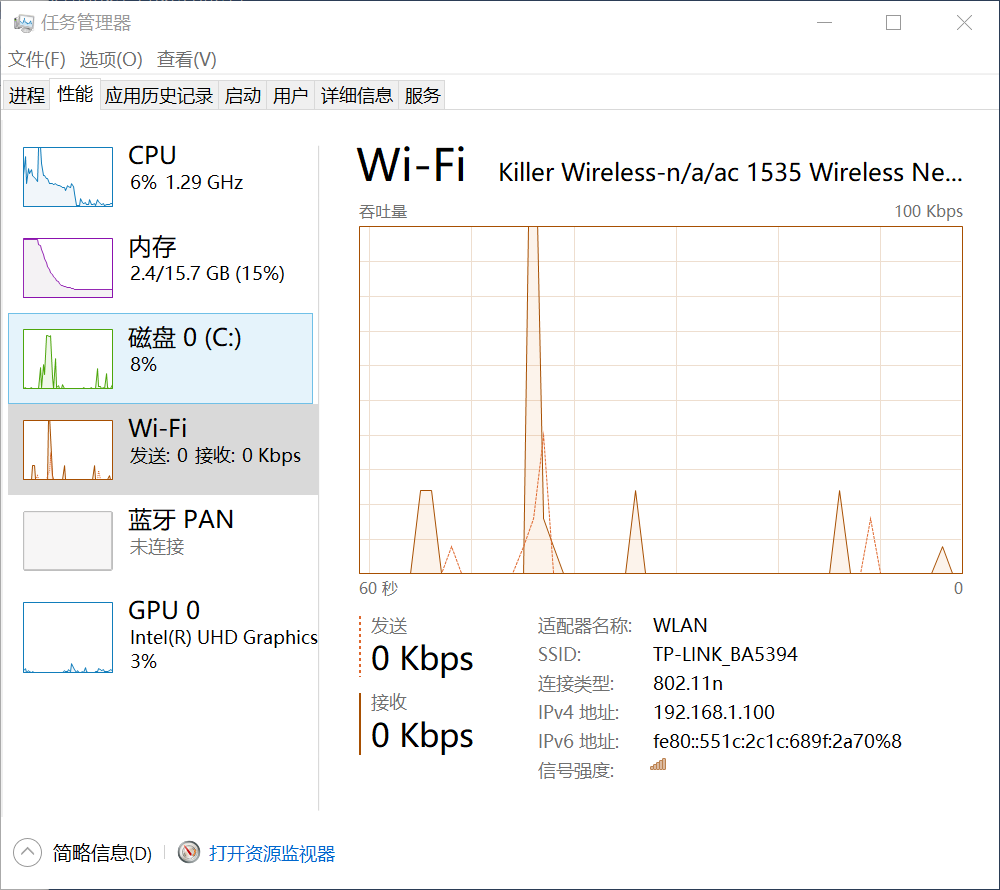 任务管理器
文件(F) 选项(O) 查看(V)
进程 性能 应用历史记录 启动 用户 详细信息 服务
CPU
6% 1.29 GHz
内存
2.4/15.7 GB (15%)
磁盘 0 (C:)
8%
Wi-Fi
发送: 0 接收: 0 Kbps
蓝牙 PAN
未连接
GPU 0
Intel(R) UHD Graphics
3%
Wi-Fi Killer Wireless-n/a/ac 1535 Wireless Ne...
吞吐量 100 Kbps
60 秒 0
发送
0 Kbps
接收
0 Kbps
适配器名称: WLAN
SSID: TP-LINK_BA5394
连接类型: 802.11n
IPv4 地址: 192.168.1.100
IPv6 地址: fe80::551c:2c1c:689f:2a70%8
信号强度:
简略信息(D) 打开资源监视器